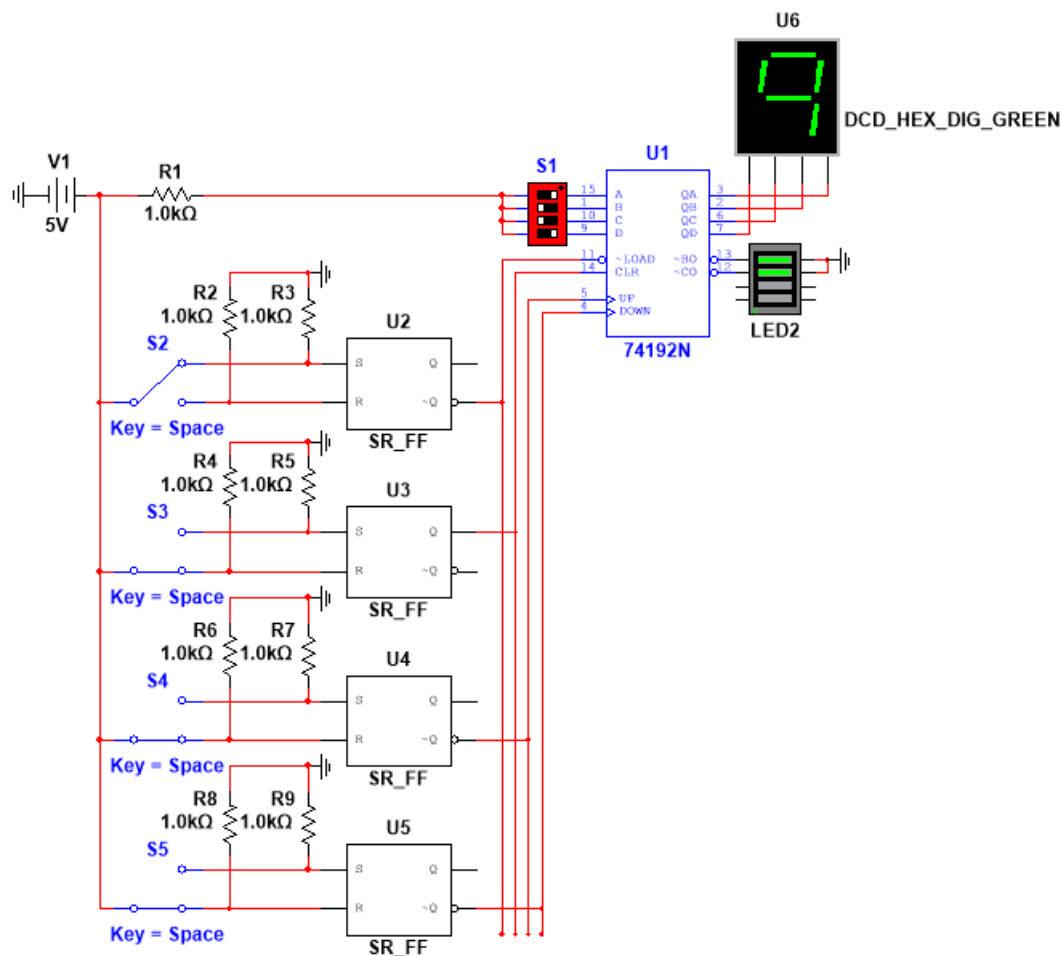 U6
DCD_HEX_DIG_GREEN
V1
5V
R1
1.0kΩ
S1
U1
15 A QA 3
1 B QB 2
10 C QC 6
9 D QD 7
11 ~LOAD ~BO 13
14 CLR ~CO 12
5 UP
4 DOWN
74192N
LED2
R2
1.0kΩ
R3
1.0kΩ
S2
Key = Space
U2
S Q
R ~Q
SR_FF
R4
1.0kΩ
R5
1.0kΩ
S3
Key = Space
U3
S Q
R ~Q
SR_FF
R6
1.0kΩ
R7
1.0kΩ
S4
Key = Space
U4
S Q
R ~Q
SR_FF
R8
1.0kΩ
R9
1.0kΩ
S5
Key = Space
U5
S Q
R ~Q
SR_FF
9